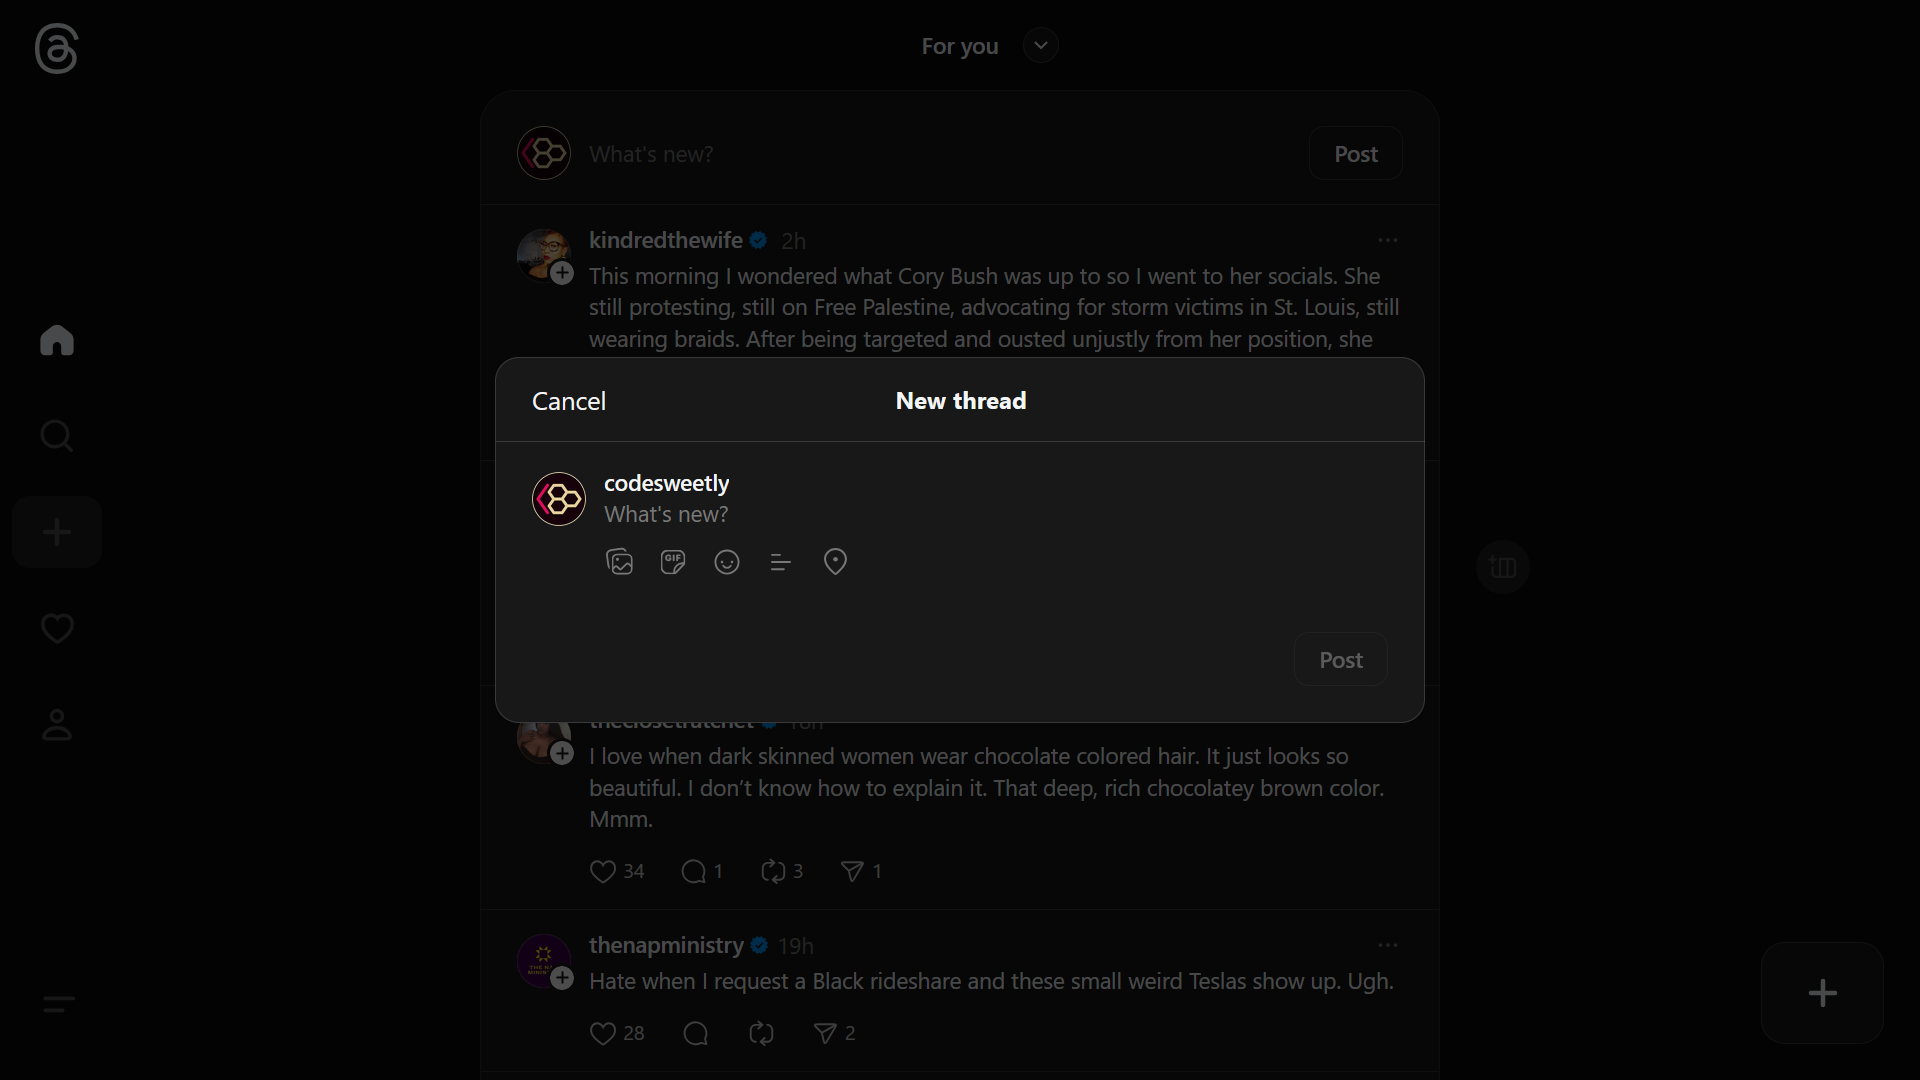 For you
What's new?
Post
kindredthewife 2h
This morning I wondered what Cory Bush was up to so I went to her socials. She
still protesting, still on Free Palestine, advocating for storm victims in St. Louis, still
wearing braids. After being targeted and ousted unjustly from her position, she
Cancel
New thread
codesweetly
What's new?
GIF
Post
theclosetratchet 18h
I love when dark skinned women wear chocolate colored hair. It just looks so
beautiful. I don’t know how to explain it. That deep, rich chocolatey brown color.
Mmm.
34 1 3 1
thenapministry 19h
Hate when I request a Black rideshare and these small weird Teslas show up. Ugh.
28 2